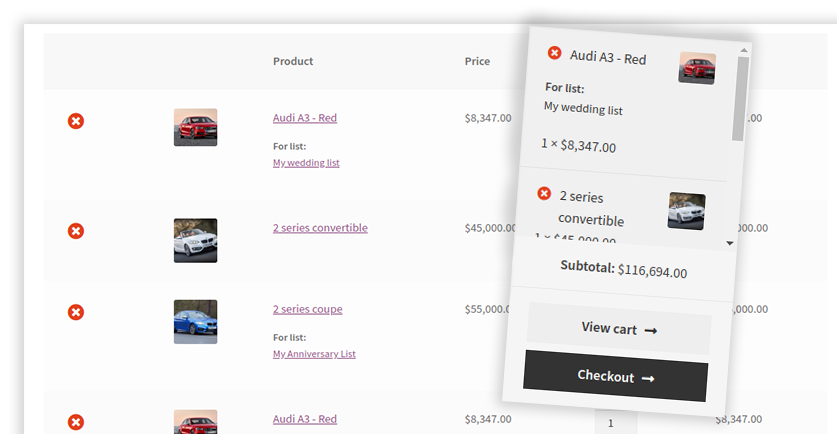 Product Price
Audi A3 - Red $8,347.00
For list:
My wedding list
2 series convertible $45,000.00
2 series coupe
For list:
My Anniversary List
Audi A3 - Red $8,347.00 1 $8,347.00
Audi A3 - Red
For list:
My wedding list
1 × $8,347.00
2 series
convertible
1 × $45,000.00
Subtotal: $116,694.00
View cart
Checkout